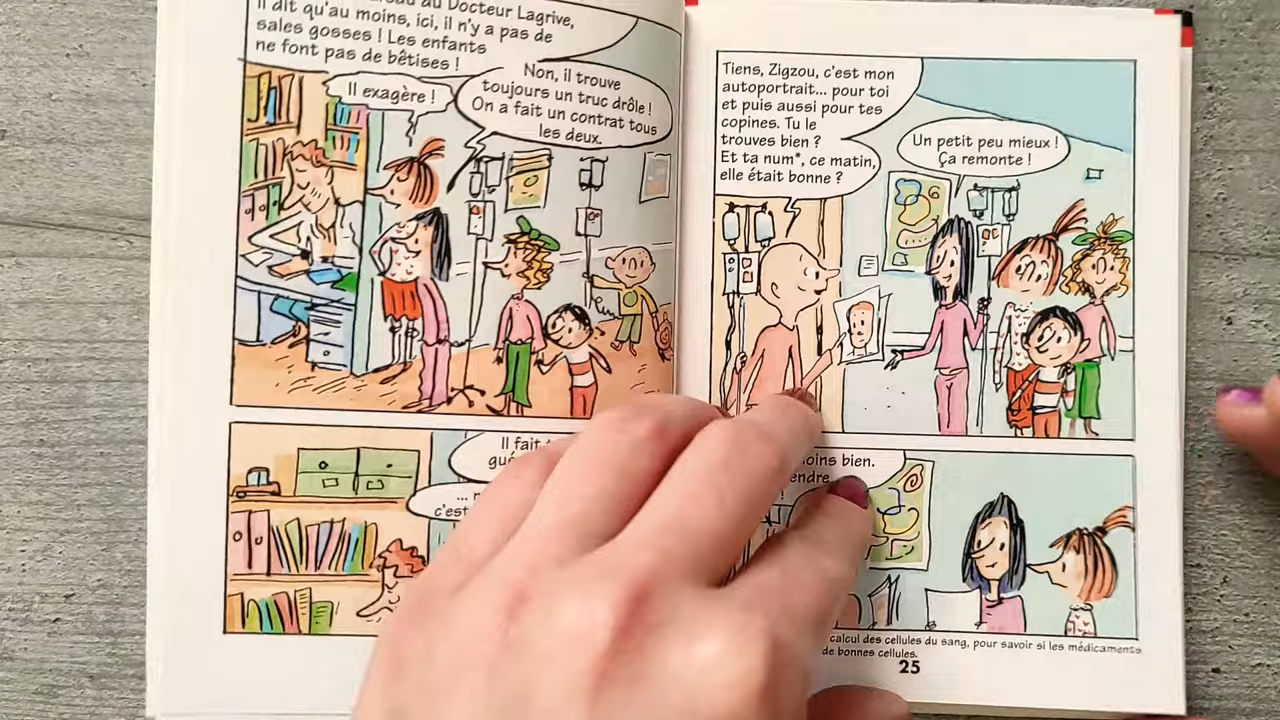 au Docteur Lagrive,
Il dit qu'au moins, ici, il n'y a pas de
sales gosses ! Les enfants
ne font pas de bêtises !
Il exagère !
Non, il trouve
toujours un truc drôle !
On a fait un contrat tous
les deux.
Il fait
...
c'est
Tiens, Zigzou, c'est mon
autoportrait... pour toi
et puis aussi pour tes
copines. Tu le
trouves bien ?
Et ta num*, ce matin,
elle était bonne ?
Un petit peu mieux !
Ça remonte !
moins bien.
!
calcul des cellules du sang, pour savoir si les médicaments
de bonnes cellules.
25